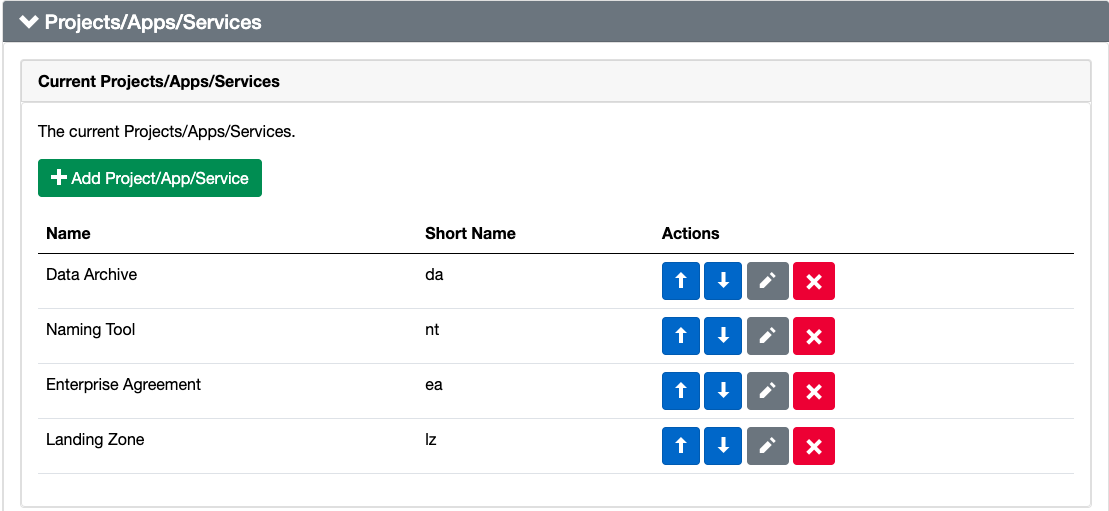 Projects/Apps/Services
Current Projects/Apps/Services
The current Projects/Apps/Services.
Add Project/App/Service
Name Short Name Actions
Data Archive da
Naming Tool nt
Enterprise Agreement ea
Landing Zone lz